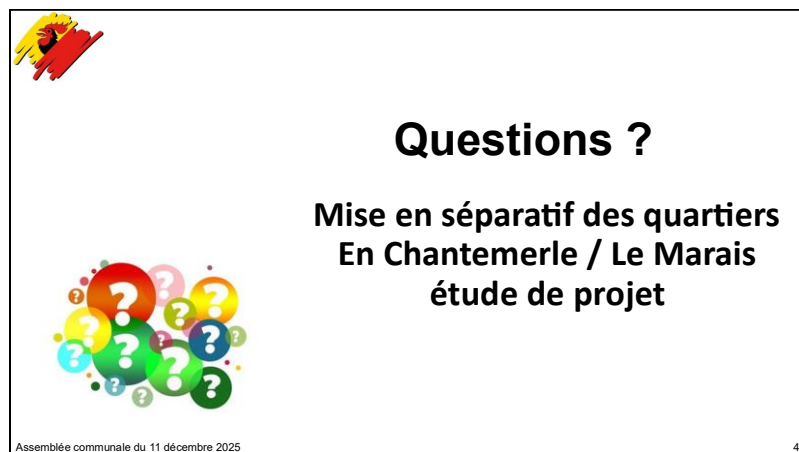 Questions ?
Mise en séparatif des quartiers
En Chantemerle / Le Marais
étude de projet
? ? ? ? ? ? ? ? ? ? ? ?
Assemblée communale du 11 décembre 2025
4